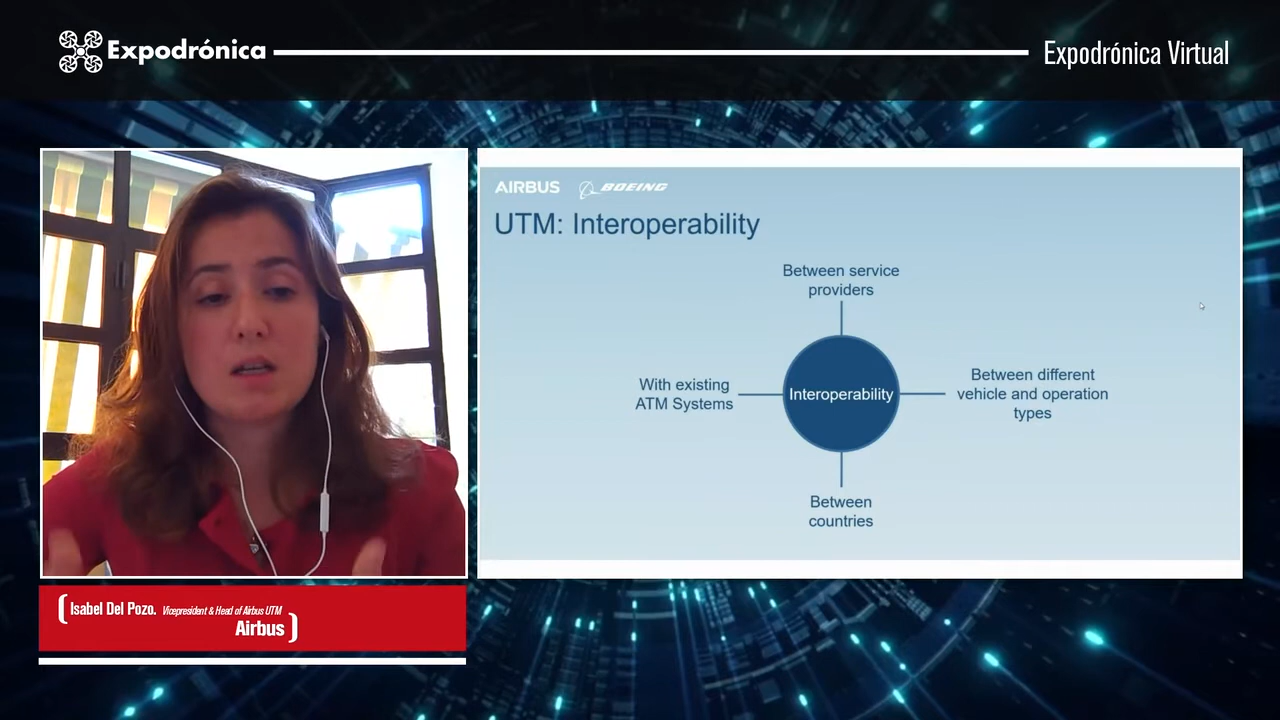 Expodrónica
Expodrónica Virtual
AIRBUS
BOEING
UTM: Interoperability
Between service
providers
With existing
ATM Systems
Interoperability
Between different
vehicle and operation
types
Between
countries
( Isabel Del Pozo. Vicepresident & Head of Airbus UTM
Airbus )